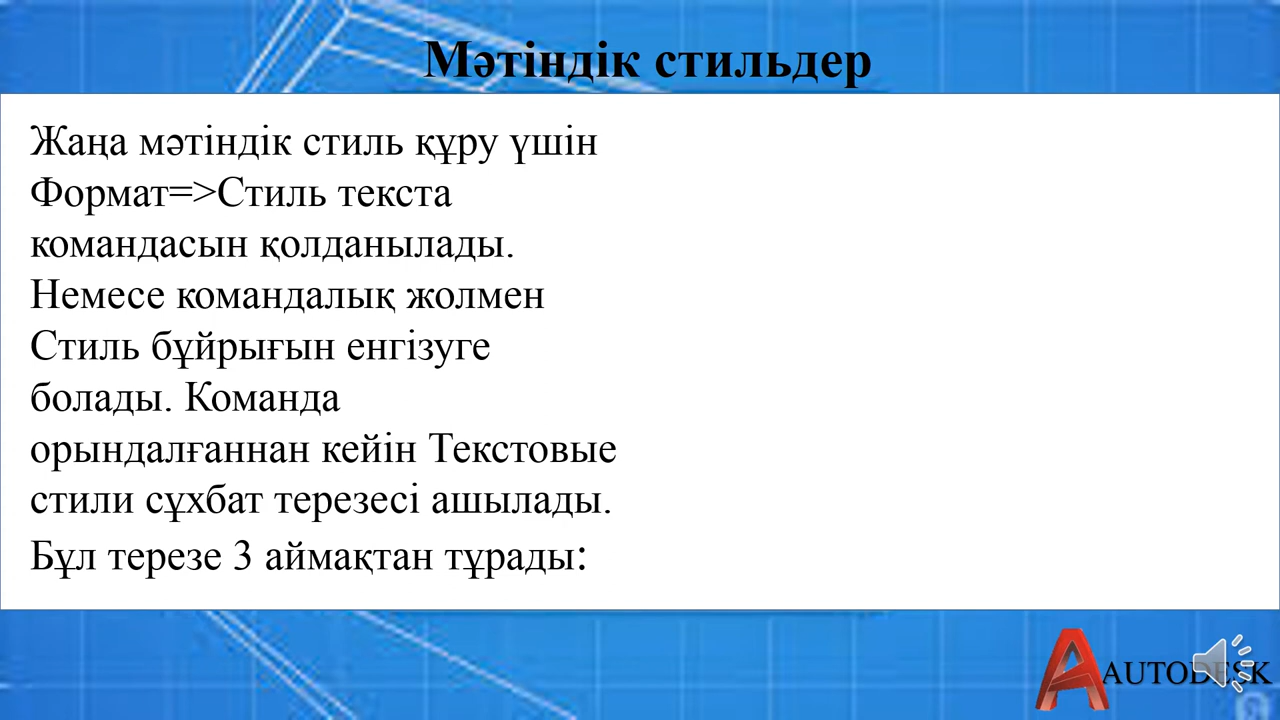 Мәтіндік стильдер
Жаңа мәтіндік стиль құру үшін
Формат=>Стиль текста
командасын қолданылады.
Немесе командалық жолмен
Стиль бұйрығын енгізуге
болады. Команда
орындалғаннан кейін Текстовые
стили сұхбат терезесі ашылады.
Бұл терезе 3 аймақтан тұрады:
AUTODESK